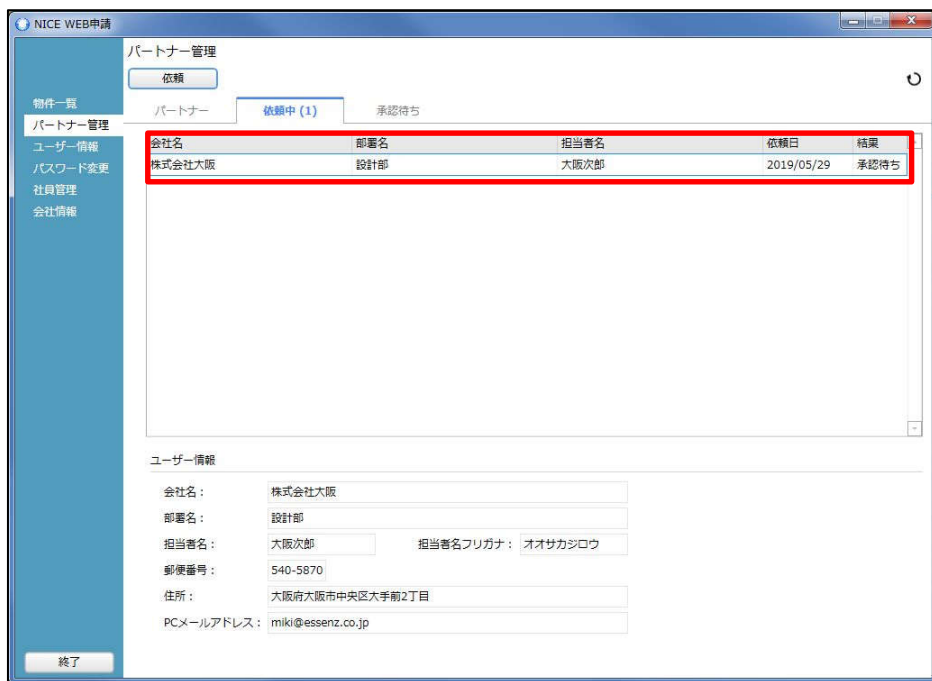 NICE WEB申請
パートナー管理
依頼
物件一覧
パートナー管理
ユーザー情報
パスワード変更
社員管理
会社情報
パートナー 依頼中 (1) 承認待ち
会社名 部署名 担当者名 依頼日 結果
株式会社大阪 設計部 大阪次郎 2019/05/29 承認待ち
ユーザー情報
会社名： 株式会社大阪
部署名： 設計部
担当者名： 大阪次郎 担当者名フリガナ： オオサカジロウ
郵便番号： 540-5870
住所： 大阪府大阪市中央区大手前2丁目
PCメールアドレス： miki@essenz.co.jp
終了